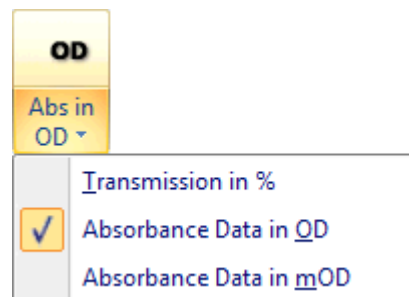 OD
Abs in
OD
Transmission in %
Absorbance Data in OD
Absorbance Data in mOD